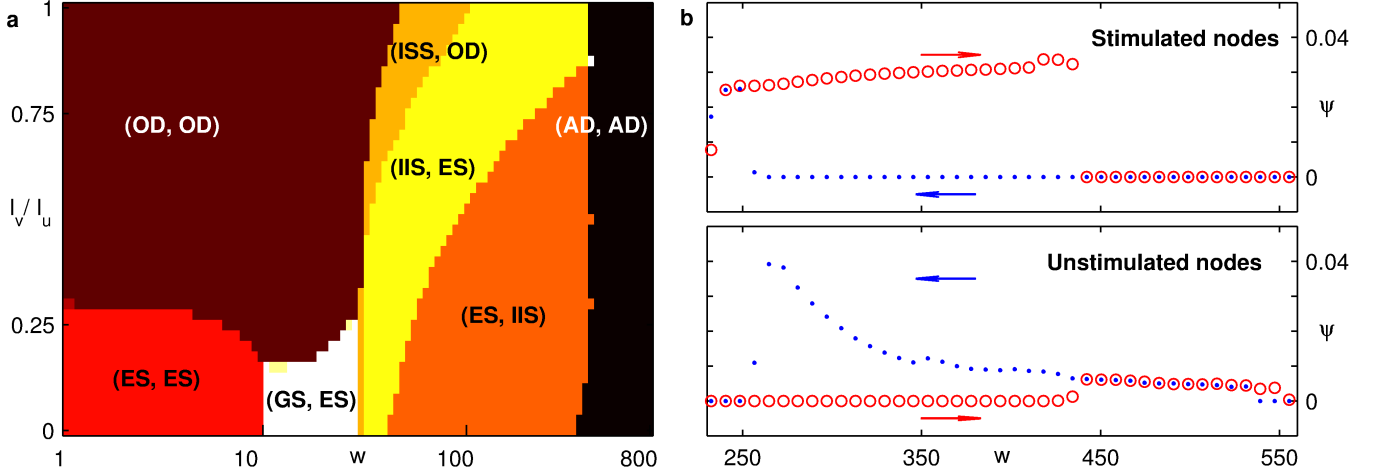 a
1
0.75
0.25
0
I_v / I_u
(OD, OD)
(ISS, OD)
(IIS, ES)
(AD, AD)
(ES, IIS)
(ES, ES)
(GS, ES)
1 10 w 100 800
b
Stimulated nodes
0.04
ψ
0
Unstimulated nodes
0.04
ψ
0
250 350 w 450 550